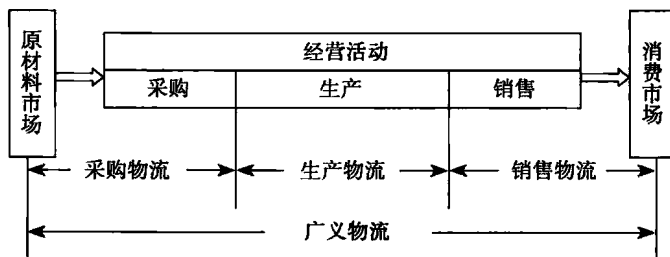 原材料市场
经营活动
采购
生产
销售
消费市场
采购物流
生产物流
销售物流
广义物流